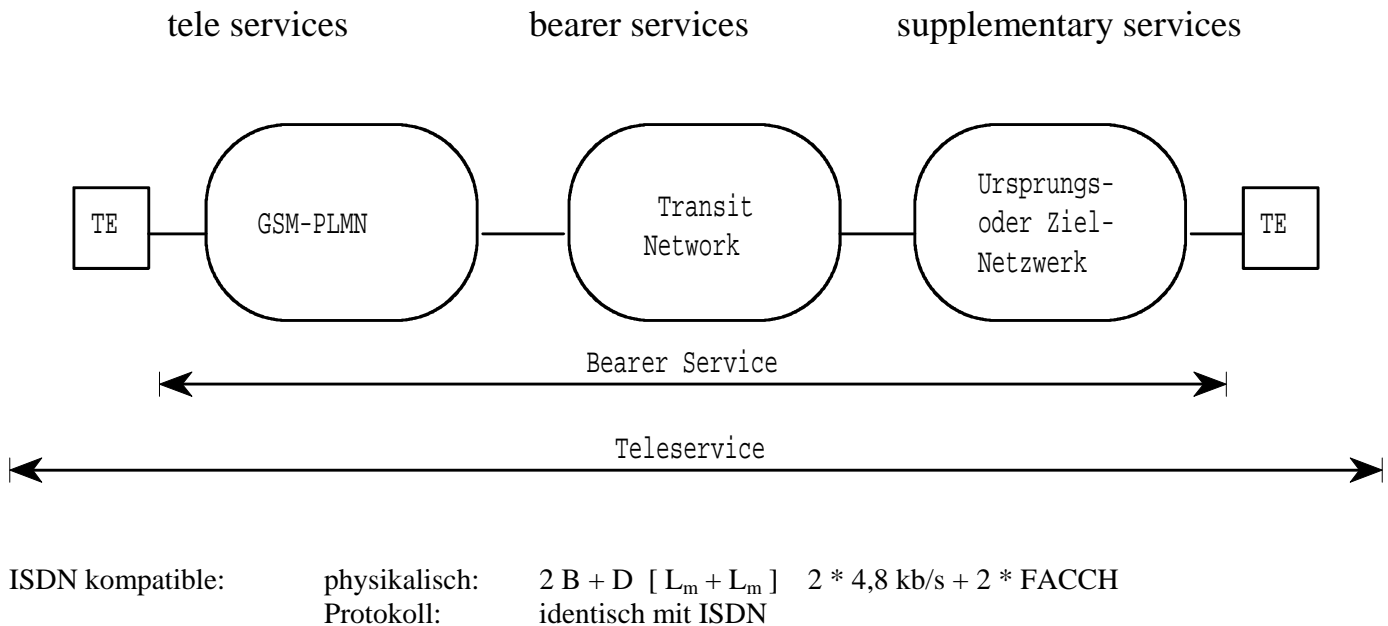 tele services bearer services supplementary services
TE
GSM-PLMN
Transit
Network
Ursprungs-
oder Ziel-
Netzwerk
TE
Bearer Service
Teleservice
ISDN kompatible: physikalisch: 2 B + D [ Lm + Lm ] 2 * 4,8 kb/s + 2 * FACCH
Protokoll: identisch mit ISDN